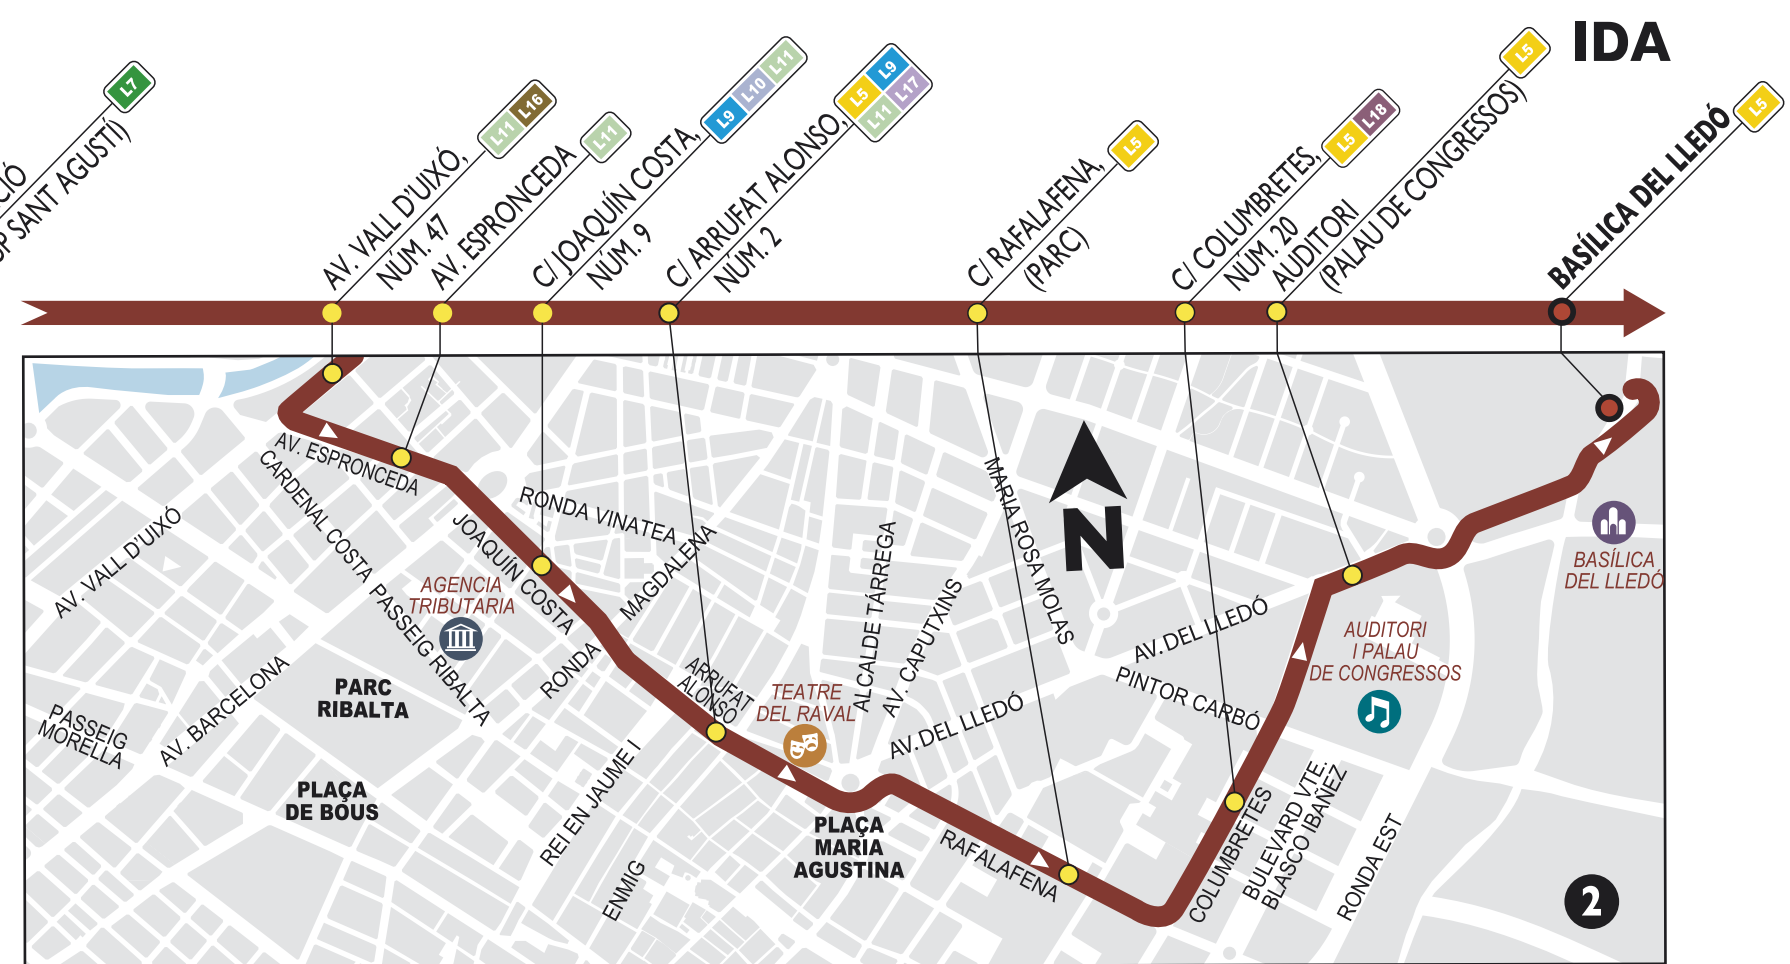 IDA
L7
CIÓ
UP SANT AGUSTÍ)
L11 L16
AV. VALL D'UIXÓ,
NÚM. 47
L11
AV. ESPRONCEDA
L9 L10 L11
C/ JOAQUÍN COSTA,
NÚM. 9
L5 L9
L11 L17
C/ ARRUFAT ALONSO,
NÚM. 2
L5
C/ RAFALAFENA,
(PARC)
L5 L18
C/ COLUMBRETES,
NÚM. 20
L5
AUDITORI
(PALAU DE CONGRESSOS)
L5
BASÍLICA DEL LLEDÓ
AV. ESPRONCEDA
CARDENAL COSTA
PASSEIG RIBALTA
AV. VALL D'UIXÓ
RONDA VINATEA
JOAQUÍN COSTA
AGENCIA
TRIBUTARIA
RONDA MAGDALENA
ALCALDE TÁRREGA
AV. CAPUTXINS
MARIA ROSA MOLAS
N
BASÍLICA
DEL LLEDÓ
AV. DEL LLEDÓ
PINTOR CARBÓ
AUDITORI
I PALAU
DE CONGRESSOS
PARC
RIBALTA
AV. BARCELONA
PASSEIG
MORELLA
ARRUFAT
ALONSO
TEATRE
DEL RAVAL
AV. DEL LLEDÓ
PLAÇA
DE BOUS
REI EN JAUME I
PLAÇA
MARIA
AGUSTINA
RAFALAFENA
ENMIG
COLUMBRETES
BULEVARD VTE.
BLASCO IBAÑEZ
RONDA EST
2